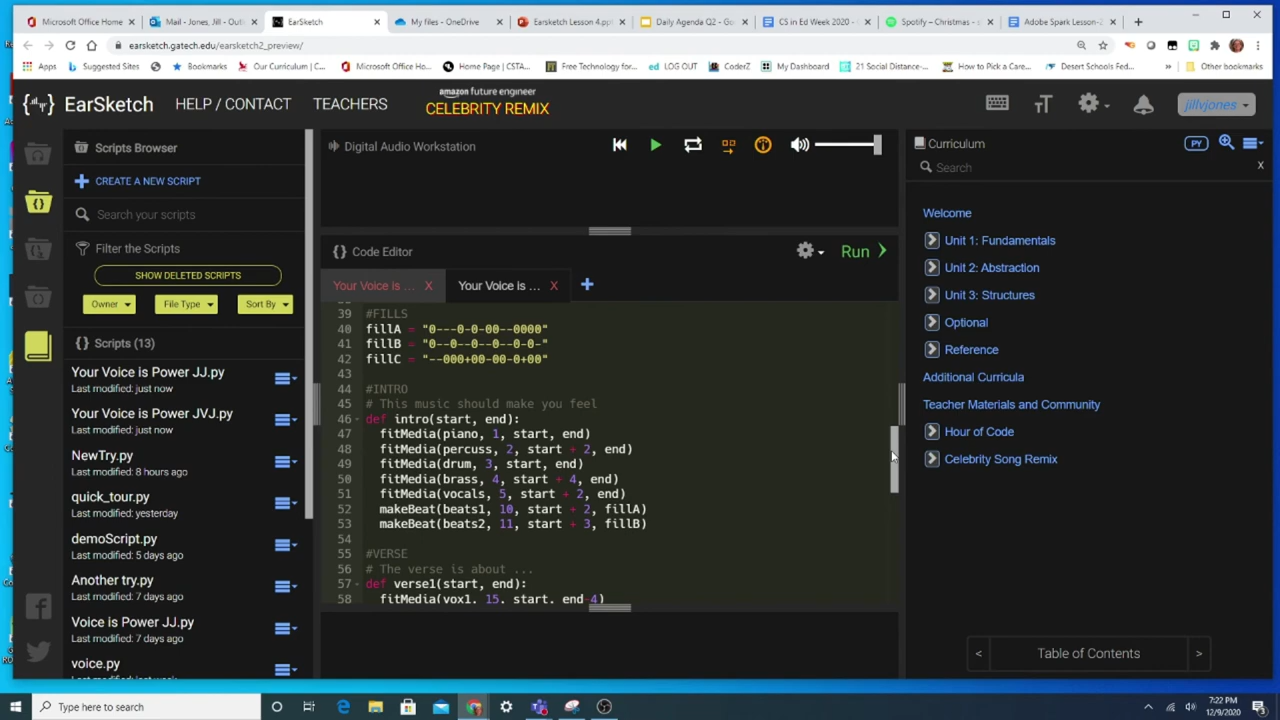 Microsoft Office Home
Mail - Jones, Jill - Outl
EarSketch
My files - OneDrive
Earsketch Lesson 4.ppt
Daily Agenda Q2 - Go
CS in Ed Week 2020 -
Spotify – Christmas - s
Adobe Spark Lesson-
earsketch.gatech.edu/earsketch2_preview/
Apps
Suggested Sites
Bookmarks
Our Curriculum | C...
Microsoft Office Ho...
Home Page | CSTA...
Free Technology for...
ed LOG OUT
CoderZ
My Dashboard
21 Social Distance-...
How to Pick a Care...
Desert Schools Fed...
»
Other bookmarks
EarSketch
HELP / CONTACT
TEACHERS
amazon future engineer
CELEBRITY REMIX
jillvjones
Scripts Browser
CREATE A NEW SCRIPT
Search your scripts
Filter the Scripts
SHOW DELETED SCRIPTS
Owner
File Type
Sort By
{} Scripts (13)
Your Voice is Power JJ.py
Last modified: just now
Your Voice is Power JVJ.py
Last modified: just now
NewTry.py
Last modified: 8 hours ago
quick_tour.py
Last modified: yesterday
demoScript.py
Last modified: 5 days ago
Another try.py
Last modified: 7 days ago
Voice is Power JJ.py
Last modified: 7 days ago
voice.py
Digital Audio Workstation
{} Code Editor
Run
Your Voice is ... X
Your Voice is ... X
39 #FILLS
40 fillA = "0---0-0-00--0000"
41 fillB = "0--0--0--0--0-0-"
42 fillC = "--000+00-00-0+00"
43
44 #INTRO
45 # This music should make you feel
46 def intro(start, end):
47 fitMedia(piano, 1, start, end)
48 fitMedia(percuss, 2, start + 2, end)
49 fitMedia(drum, 3, start, end)
50 fitMedia(brass, 4, start + 4, end)
51 fitMedia(vocals, 5, start + 2, end)
52 makeBeat(beats1, 10, start + 2, fillA)
53 makeBeat(beats2, 11, start + 3, fillB)
54
55 #VERSE
56 # The verse is about ...
57 def verse1(start, end):
58 fitMedia(vox1, 15, start, end-4)
Curriculum
PY
Search
X
Welcome
Unit 1: Fundamentals
Unit 2: Abstraction
Unit 3: Structures
Optional
Reference
Additional Curricula
Teacher Materials and Community
Hour of Code
Celebrity Song Remix
< Table of Contents >
Type here to search
7:22 PM
12/9/2020